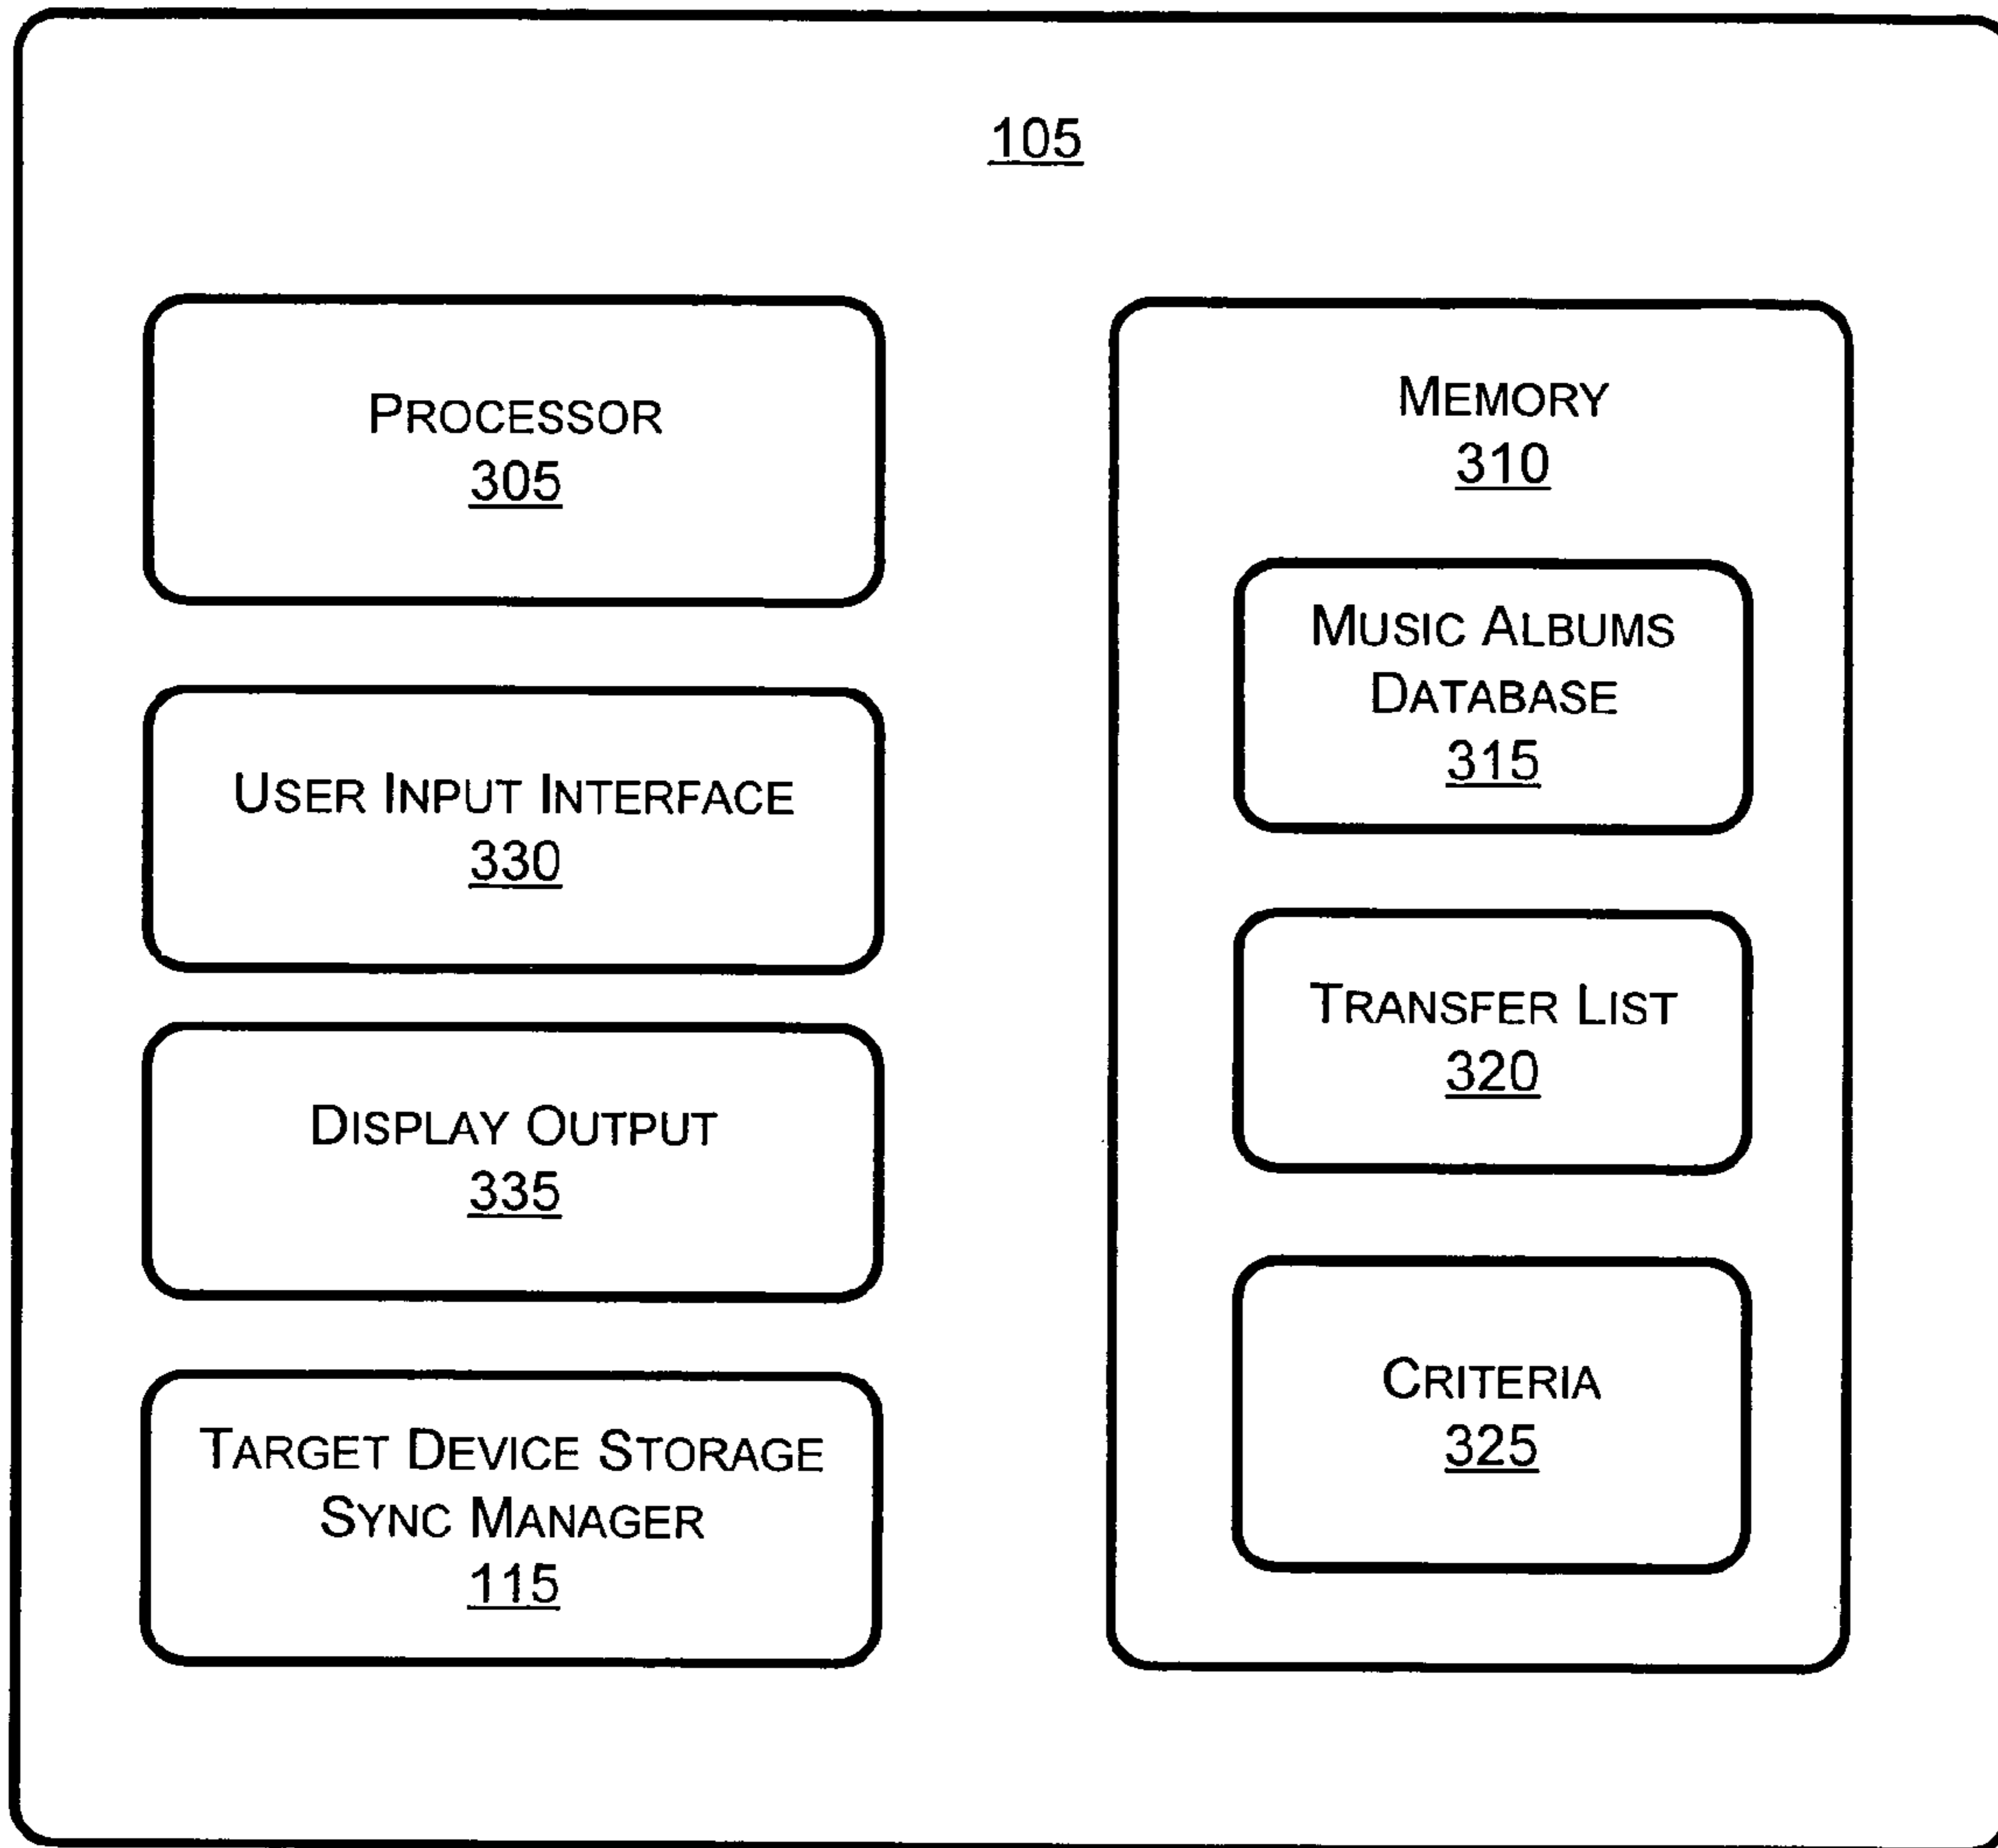 105
PROCESSOR
305
USER INPUT INTERFACE
330
DISPLAY OUTPUT
335
TARGET DEVICE STORAGE
SYNC MANAGER
115
MEMORY
310
MUSIC ALBUMS
DATABASE
315
TRANSFER LIST
320
CRITERIA
325